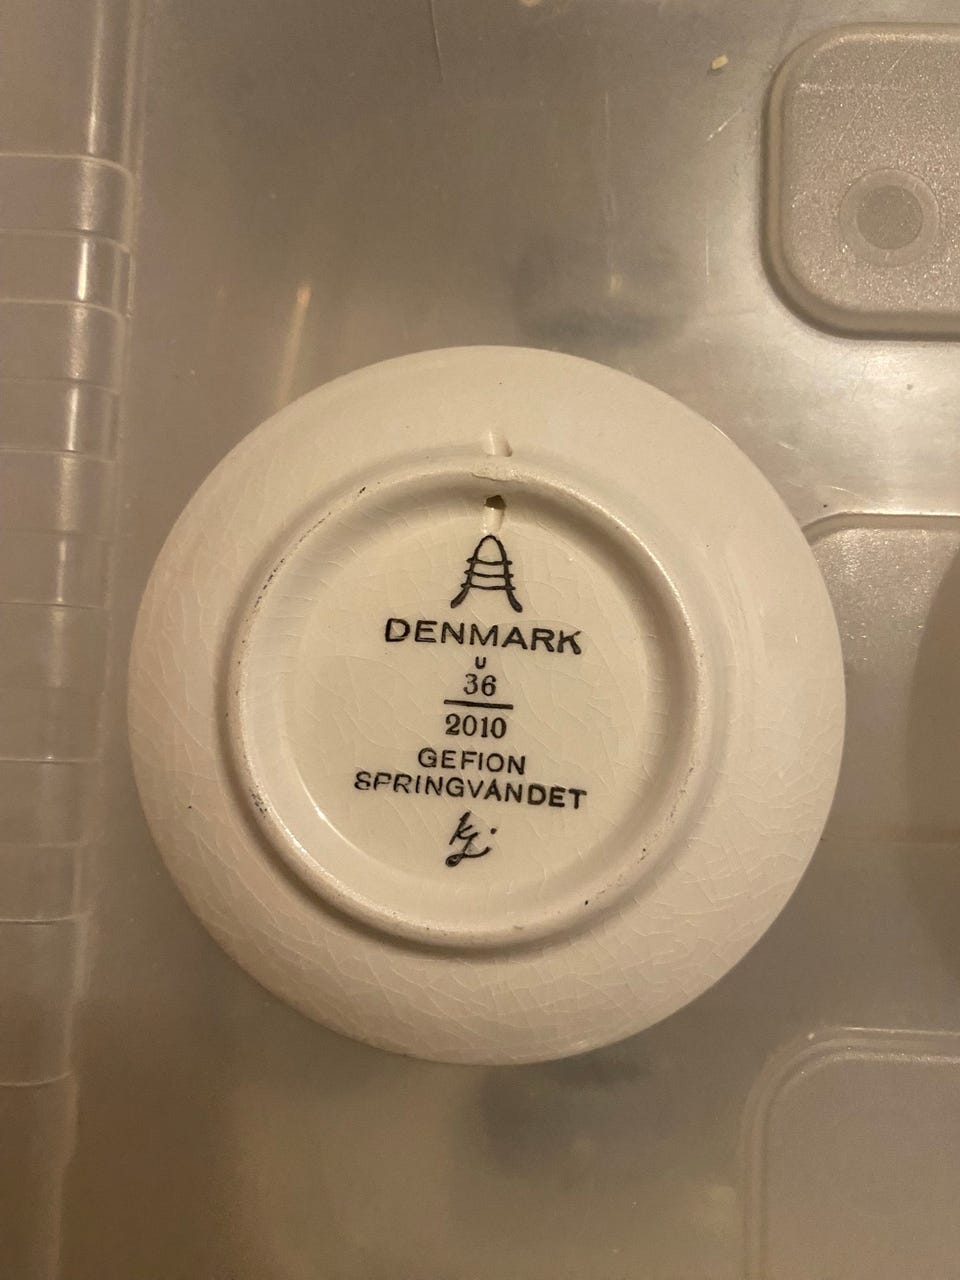 DENMARK
U
36
2010
GEFION
SPRINGVANDET